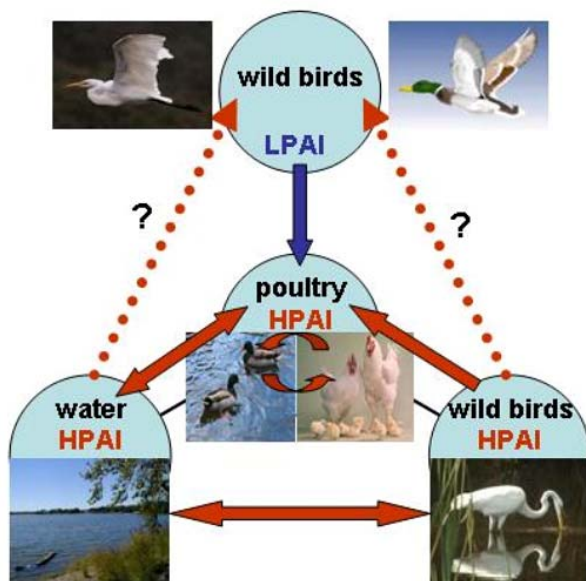 wild birds
LPAI
?
?
poultry
HPAI
water
HPAI
wild birds
HPAI